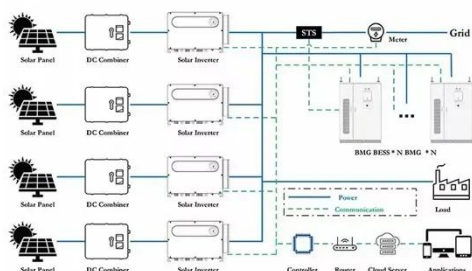 STS
Meter
Grid
Solar Panel DC Combiner Solar Inverter
BMG BESS * N BMG * N
Solar Panel DC Combiner Solar Inverter
Solar Panel DC Combiner Solar Inverter
Power
Communication
Load
Solar Panel DC Combiner Solar Inverter
Controller Router Cloud Server Application